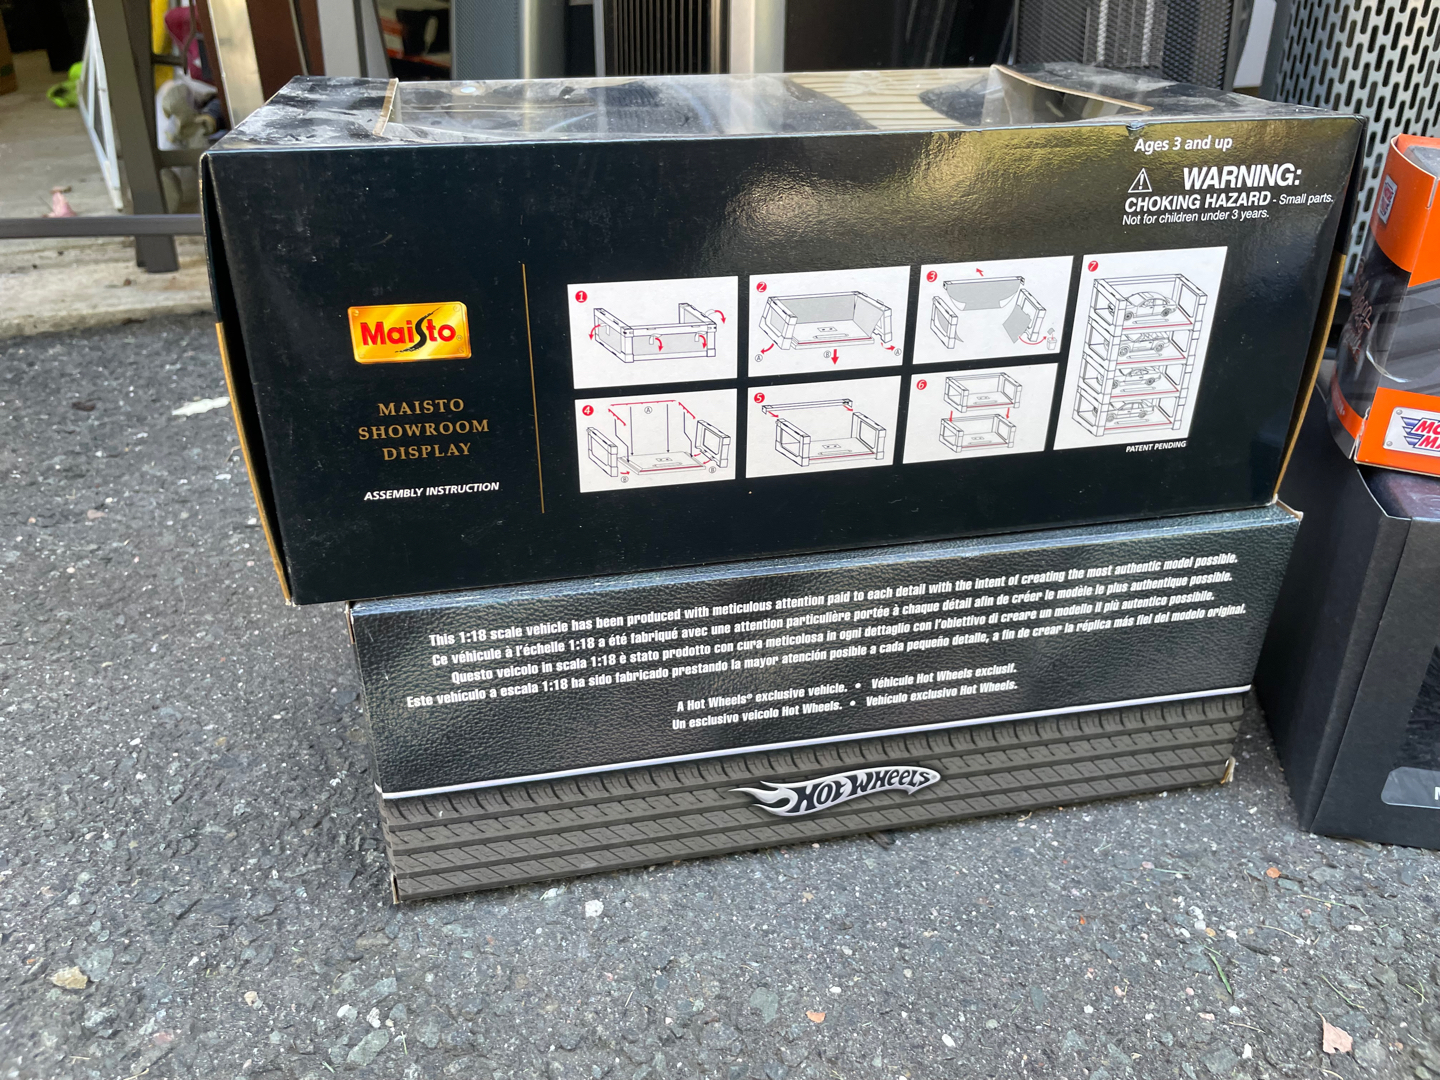 Ages 3 and up
WARNING:
CHOKING HAZARD - Small parts.
Not for children under 3 years.
Maisto
MAISTO
SHOWROOM
DISPLAY
ASSEMBLY INSTRUCTION
1
2
A
B
A
3
7
4
A
B
B
5
6
PATENT PENDING
This 1:18 scale vehicle has been produced with meticulous attention paid to each detail with the intent of creating the most authentic model possible.
Ce véhicule à l'échelle 1:18 a été fabriqué avec une attention particulière portée à chaque détail afin de créer le modèle le plus authentique possible.
Questo veicolo in scala 1:18 è stato prodotto con cura meticolosa in ogni dettaglio con l'obiettivo di creare un modello il più autentico possibile.
Este vehículo a escala 1:18 ha sido fabricado prestando la mayor atención posible a cada pequeño detalle, a fin de crear la réplica más fiel del modelo original.
A Hot Wheels® exclusive vehicle. • Véhicule Hot Wheels exclusif.
Un esclusivo veicolo Hot Wheels. • Vehículo exclusivo Hot Wheels.
HOT WHEELS